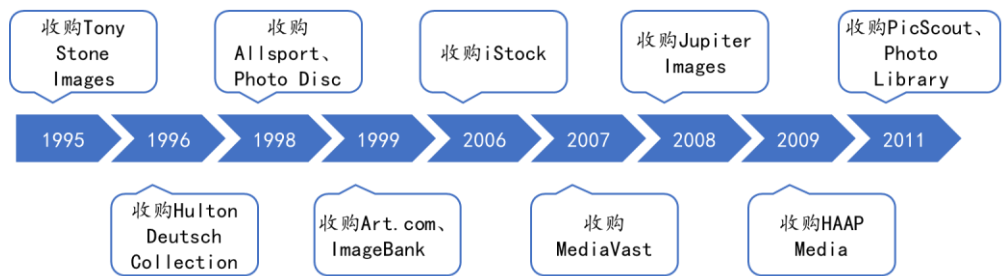 收购Tony
Stone
Images
收购
Allsport、
Photo Disc
收购iStock
收购Jupiter
Images
收购PicScout、
Photo
Library
1995
1996
1998
1999
2006
2007
2008
2009
2011
收购Hulton
Deutsch
Collection
收购Art.com、
ImageBank
收购
MediaVast
收购HAAP
Media